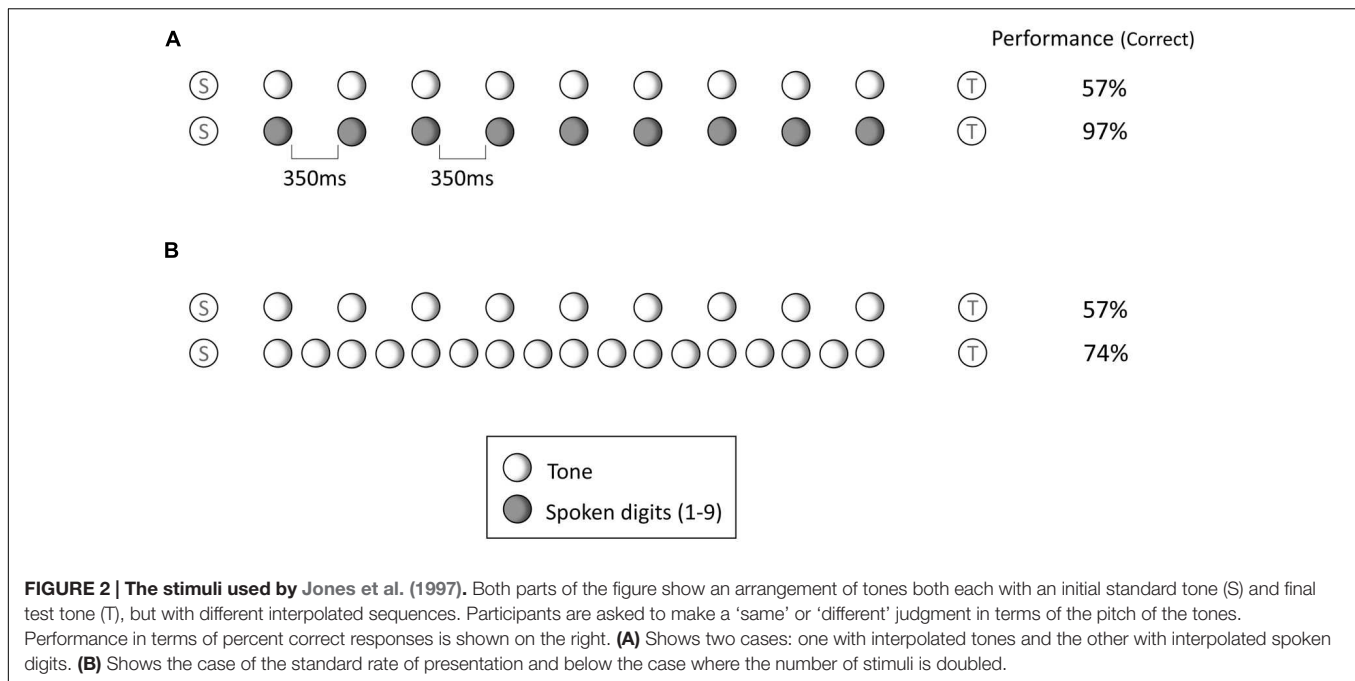 A
Performance (Correct)
S T 57%
S T 97%
350ms 350ms
B
S T 57%
S T 74%
Tone
Spoken digits (1-9)
FIGURE 2 | The stimuli used by Jones et al. (1997). Both parts of the figure show an arrangement of tones both each with an initial standard tone (S) and final
test tone (T), but with different interpolated sequences. Participants are asked to make a ‘same’ or ‘different’ judgment in terms of the pitch of the tones.
Performance in terms of percent correct responses is shown on the right. (A) Shows two cases: one with interpolated tones and the other with interpolated spoken
digits. (B) Shows the case of the standard rate of presentation and below the case where the number of stimuli is doubled.